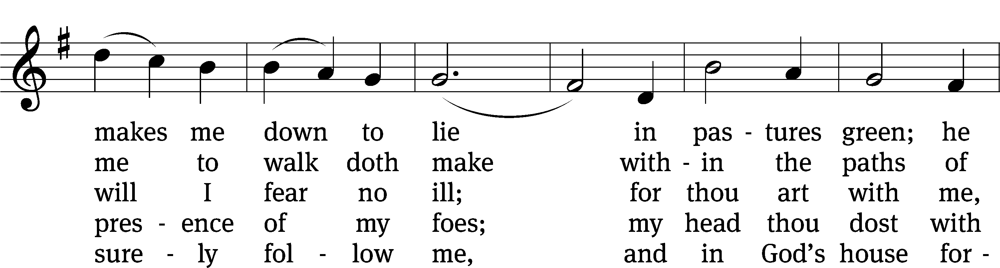 makes me down to lie in pas - tures green; he
me to walk doth make with - in the paths of
will I fear no ill; for thou art with me,
pres - ence of my foes; my head thou dost with
sure - ly fol - low me, and in God’s house for -